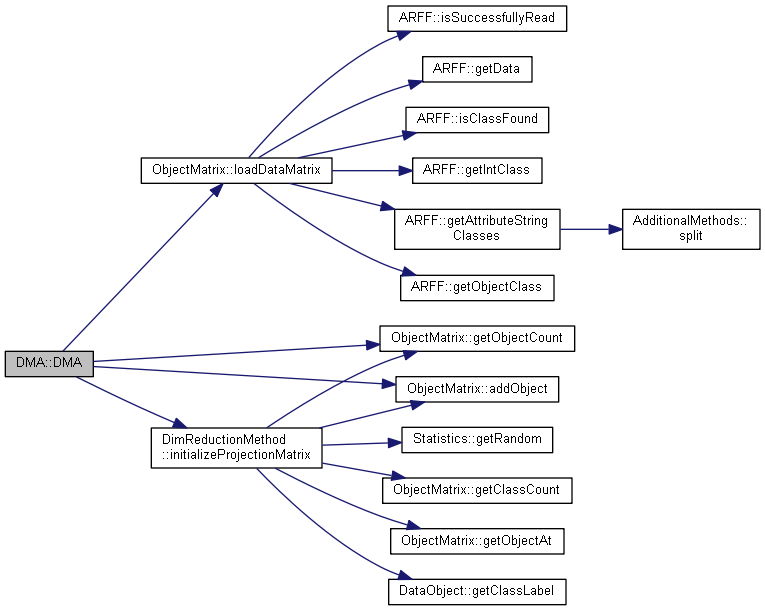 ARFF::isSuccessfullyRead
ARFF::getData
ARFF::isClassFound
ObjectMatrix::loadDataMatrix
ARFF::getIntClass
ARFF::getAttributeString
Classes
AdditionalMethods::
split
ARFF::getObjectClass
DMA::DMA
ObjectMatrix::getObjectCount
ObjectMatrix::addObject
DimReductionMethod
::initializeProjectionMatrix
Statistics::getRandom
ObjectMatrix::getClassCount
ObjectMatrix::getObjectAt
DataObject::getClassLabel